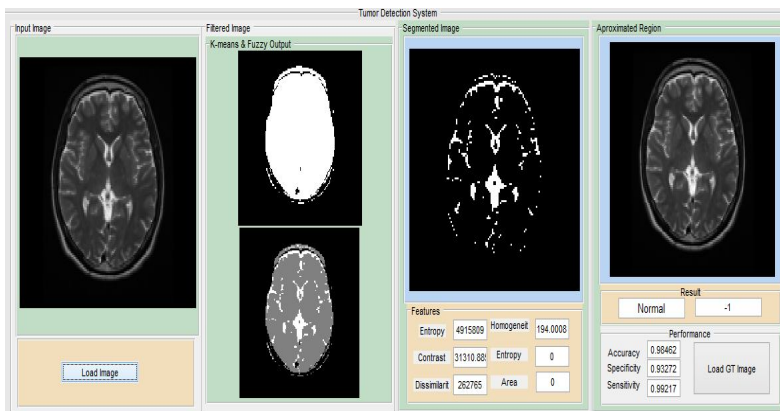 Tumor Detection System
Input Image
Load Image
Filtered Image
K-means & Fuzzy Output
Segmented Image
Features
Entropy 4915809 Homogeneit 194.0008
Contrast 31310.88 Entropy 0
Dissimilarit 262765 Area 0
Aproximated Region
Result
Normal -1
Performance
Accuracy 0.98462
Specificity 0.93272
Sensitivity 0.99217
Load GT Image